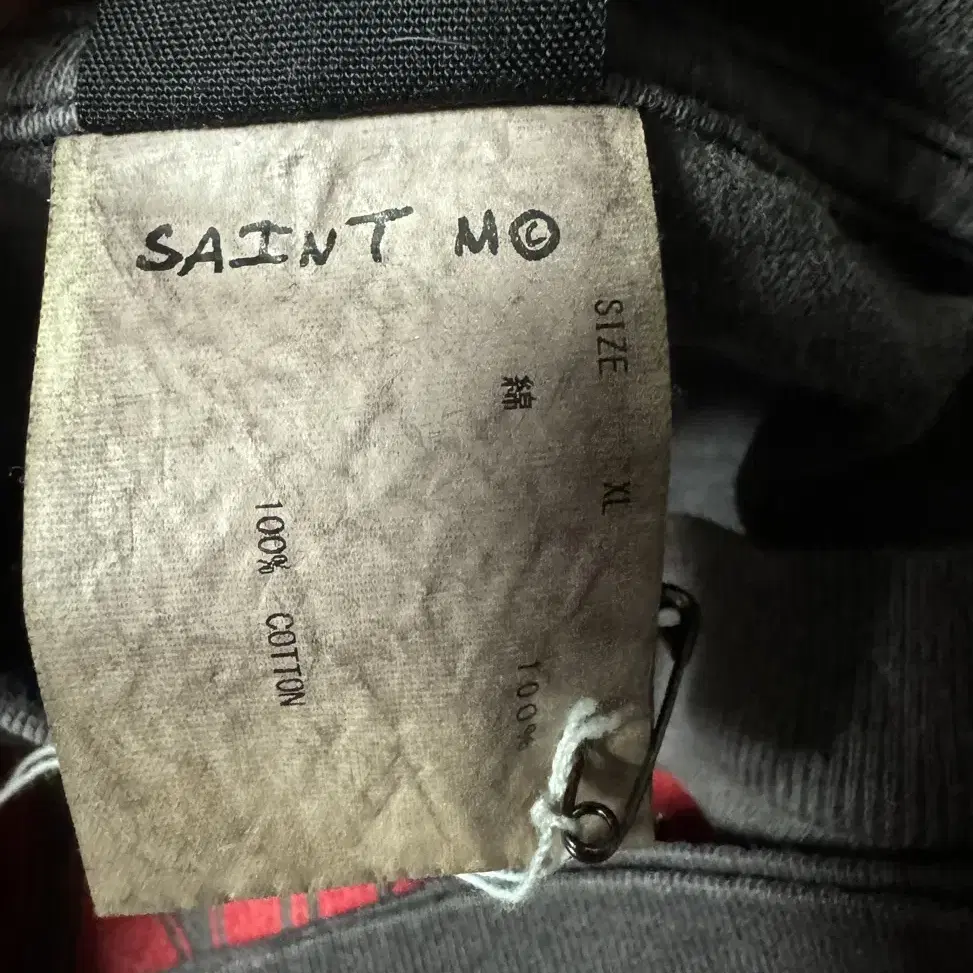 SAINT M©
SIZE XL
綿 100%
100% COTTON